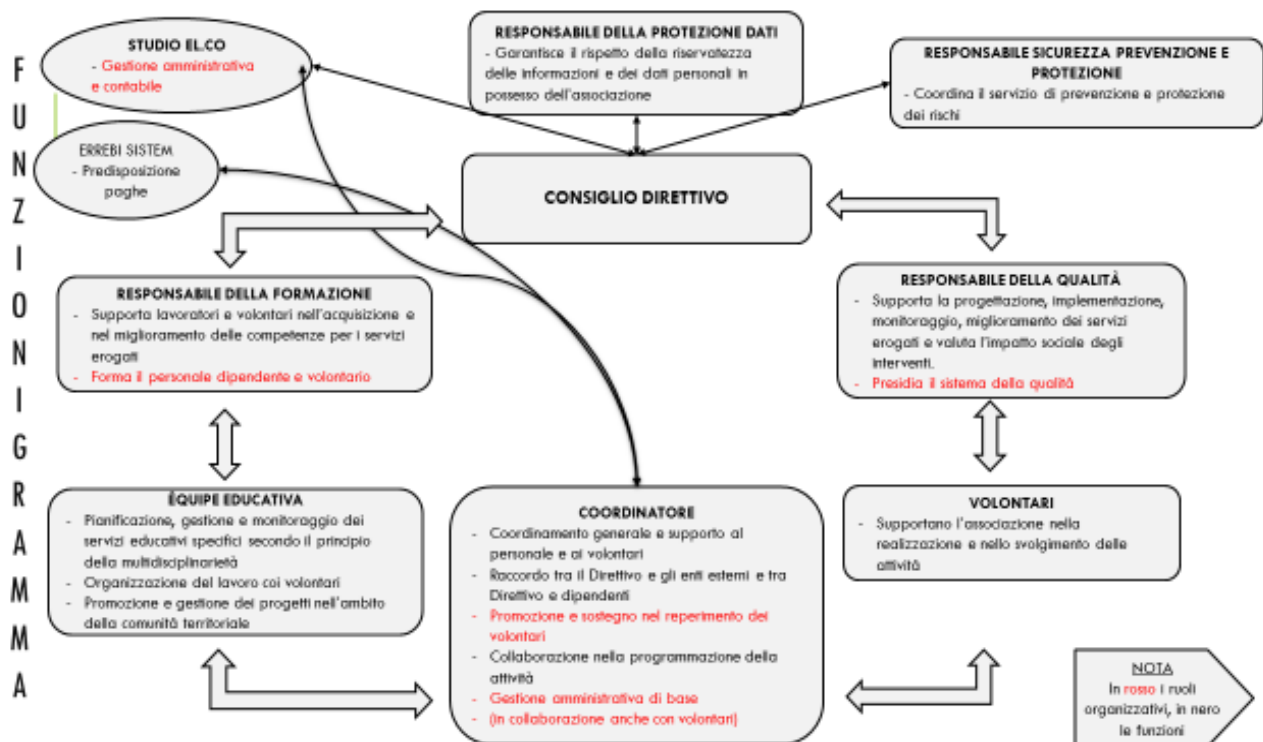 FUNZIONIGRAMMA
STUDIO EL.CO
- Gestione amministrativa
e contabile
ERREBI SISTEM
- Predisposizione
paghe
RESPONSABILE DELLA PROTEZIONE DATI
- Garantisce il rispetto della riservatezza
delle informazioni e dei dati personali in
possesso dell'associazione
RESPONSABILE SICUREZZA PREVENZIONE E
PROTEZIONE
- Coordina il servizio di prevenzione e protezione
dei rischi
CONSIGLIO DIRETTIVO
RESPONSABILE DELLA FORMAZIONE
- Supporta lavoratori e volontari nell'acquisizione e
nel miglioramento delle competenze per i servizi
erogati
- Forma il personale dipendente e volontario
RESPONSABILE DELLA QUALITÀ
- Supporta la progettazione, implementazione,
monitoraggio, miglioramento dei servizi
erogati e valuta l'impatto sociale degli
interventi.
- Presidia il sistema della qualità
ÉQUIPE EDUCATIVA
- Pianificazione, gestione e monitoraggio dei
servizi educativi specifici secondo il principio
della multidisciplinarietà
- Organizzazione del lavoro coi volontari
- Promozione e gestione dei progetti nell'ambito
della comunità territoriale
COORDINATORE
- Coordinamento generale e supporto al
personale e ai volontari
- Raccordo tra il Direttivo e gli enti esterni e tra
Direttivo e dipendenti
- Promozione e sostegno nel reperimento dei
volontari
- Collaborazione nella programmazione della
attività
- Gestione amministrativa di base
- (in collaborazione anche con volontari)
VOLONTARI
- Supportano l'associazione nella
realizzazione e nello svolgimento delle
attività
NOTA
In rosso i ruoli
organizzativi, in nero
le funzioni